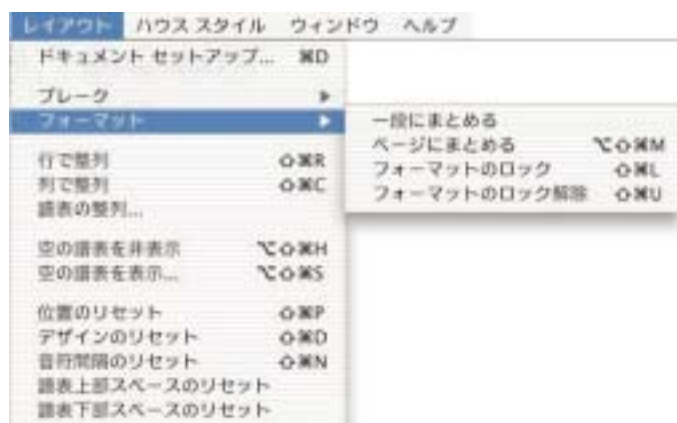 レイアウト ハウス スタイル ウィンドウ ヘルプ
ドキュメント セットアップ... ⌘D
ブレーク
フォーマット
一段にまとめる
ページにまとめる ⌥⇧⌘M
フォーマットのロック ⇧⌘L
フォーマットのロック解除 ⇧⌘U
行で整列 ⇧⌘R
列で整列 ⇧⌘C
譜表の整列...
空の譜表を非表示 ⌥⇧⌘H
空の譜表を表示... ⌥⇧⌘S
位置のリセット ⇧⌘P
デザインのリセット ⇧⌘D
音符間隔のリセット ⇧⌘N
譜表上部スペースのリセット
譜表下部スペースのリセット